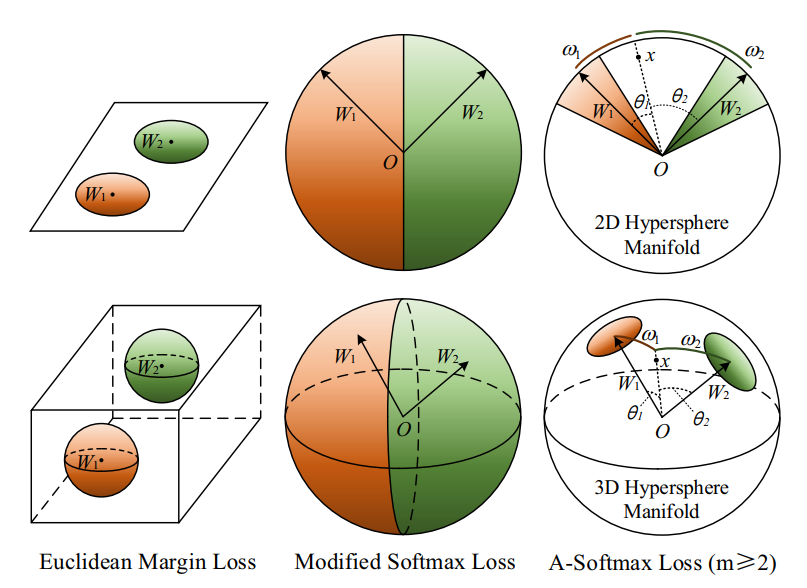 W₂
W₁
W₁
W₂
O
ω₁
x
ω₂
θ₁
θ₂
W₁
W₂
O
2D Hypersphere
Manifold
W₂
W₁
W₁
W₂
O
ω₁
ω₂
x
W₁
W₂
θ₁
θ₂
O
3D Hypersphere
Manifold
Euclidean Margin Loss
Modified Softmax Loss
A-Softmax Loss (m⩾2)